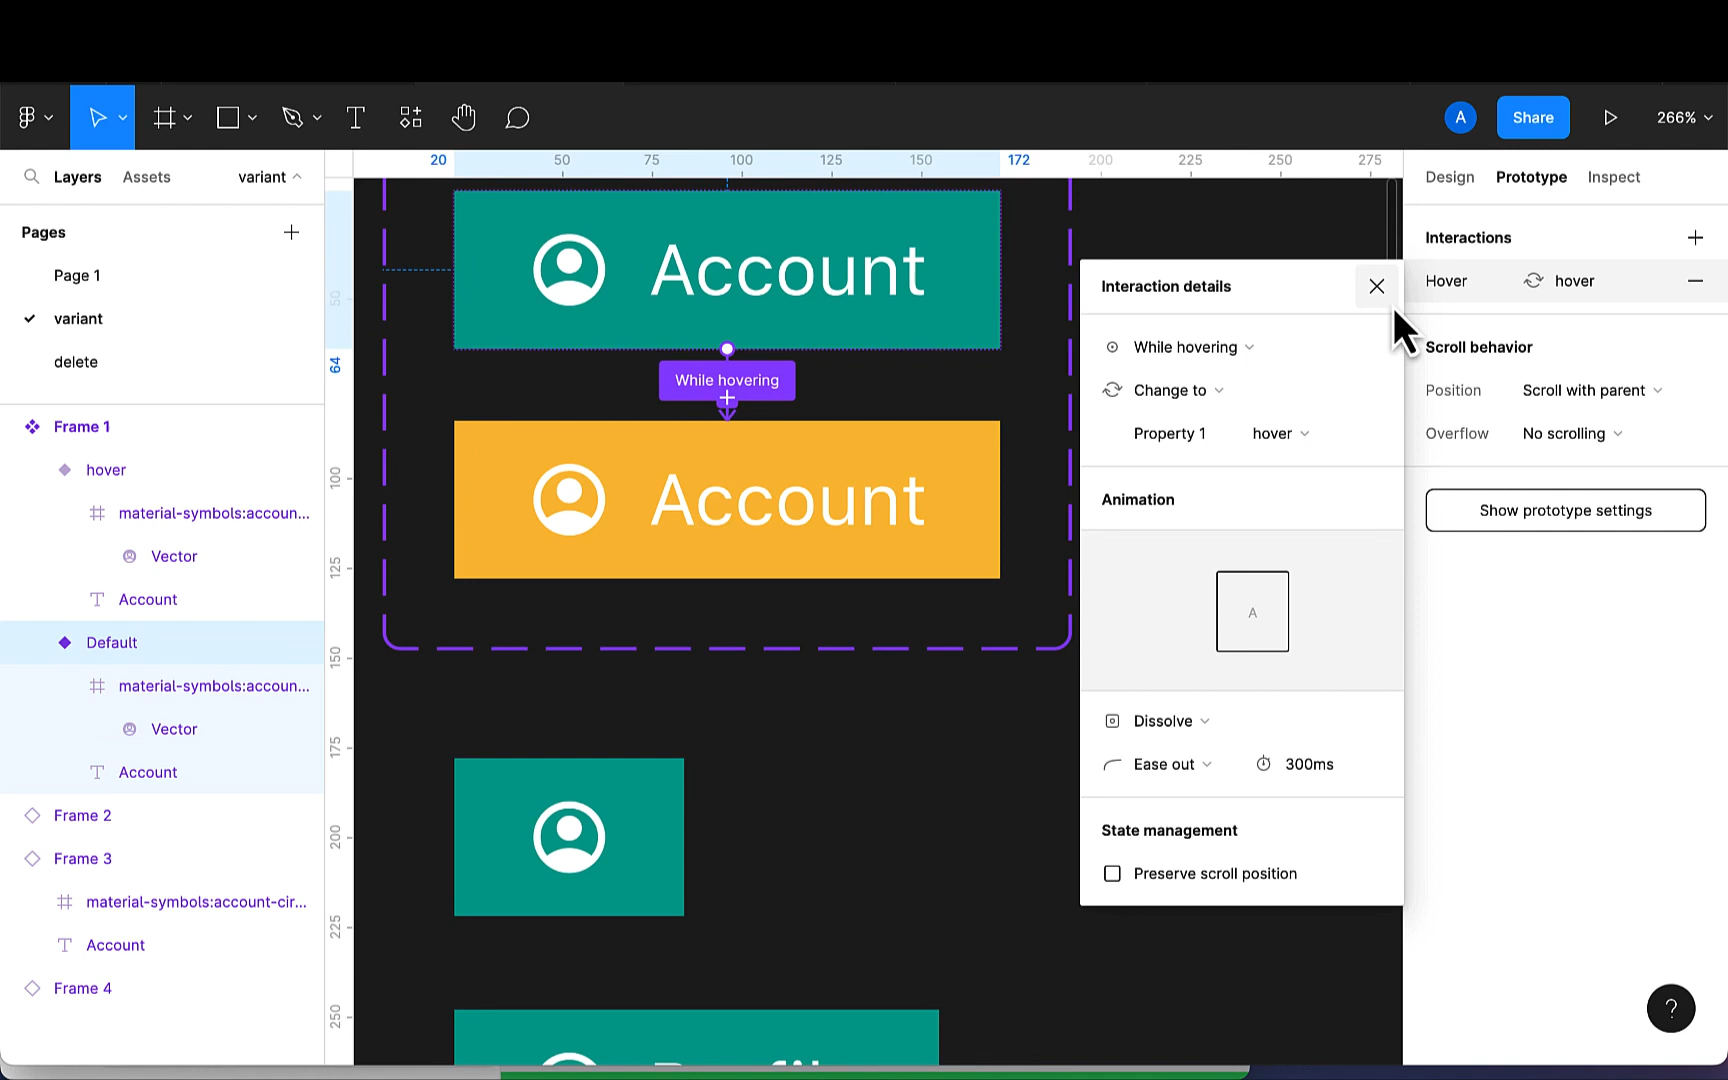 A
Share
266%
Layers
Assets
variant
Pages
Page 1
variant
delete
Frame 1
hover
material-symbols:accoun...
Vector
Account
Default
material-symbols:accoun...
Vector
Account
Frame 2
Frame 3
material-symbols:account-cir...
Account
Frame 4
20 50 75 100 125 150 172 200 225 250 275
50
64
100
125
150
175
200
225
250
Account
While hovering
Account
Interaction details
While hovering
Change to
Property 1 hover
Animation
A
Dissolve
Ease out 300ms
State management
Preserve scroll position
Design Prototype Inspect
Interactions
Hover hover
Scroll behavior
Position Scroll with parent
Overflow No scrolling
Show prototype settings
?